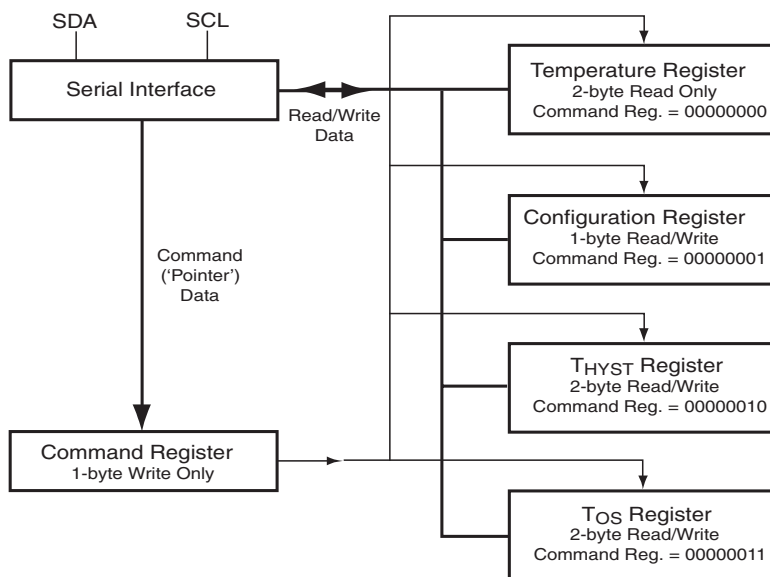 SDA
SCL
Serial Interface
Read/Write
Data
Command
(‘Pointer’)
Data
Command Register
1-byte Write Only
Temperature Register
2-byte Read Only
Command Reg. = 00000000
Configuration Register
1-byte Read/Write
Command Reg. = 00000001
THYST Register
2-byte Read/Write
Command Reg. = 00000010
TOS Register
2-byte Read/Write
Command Reg. = 00000011